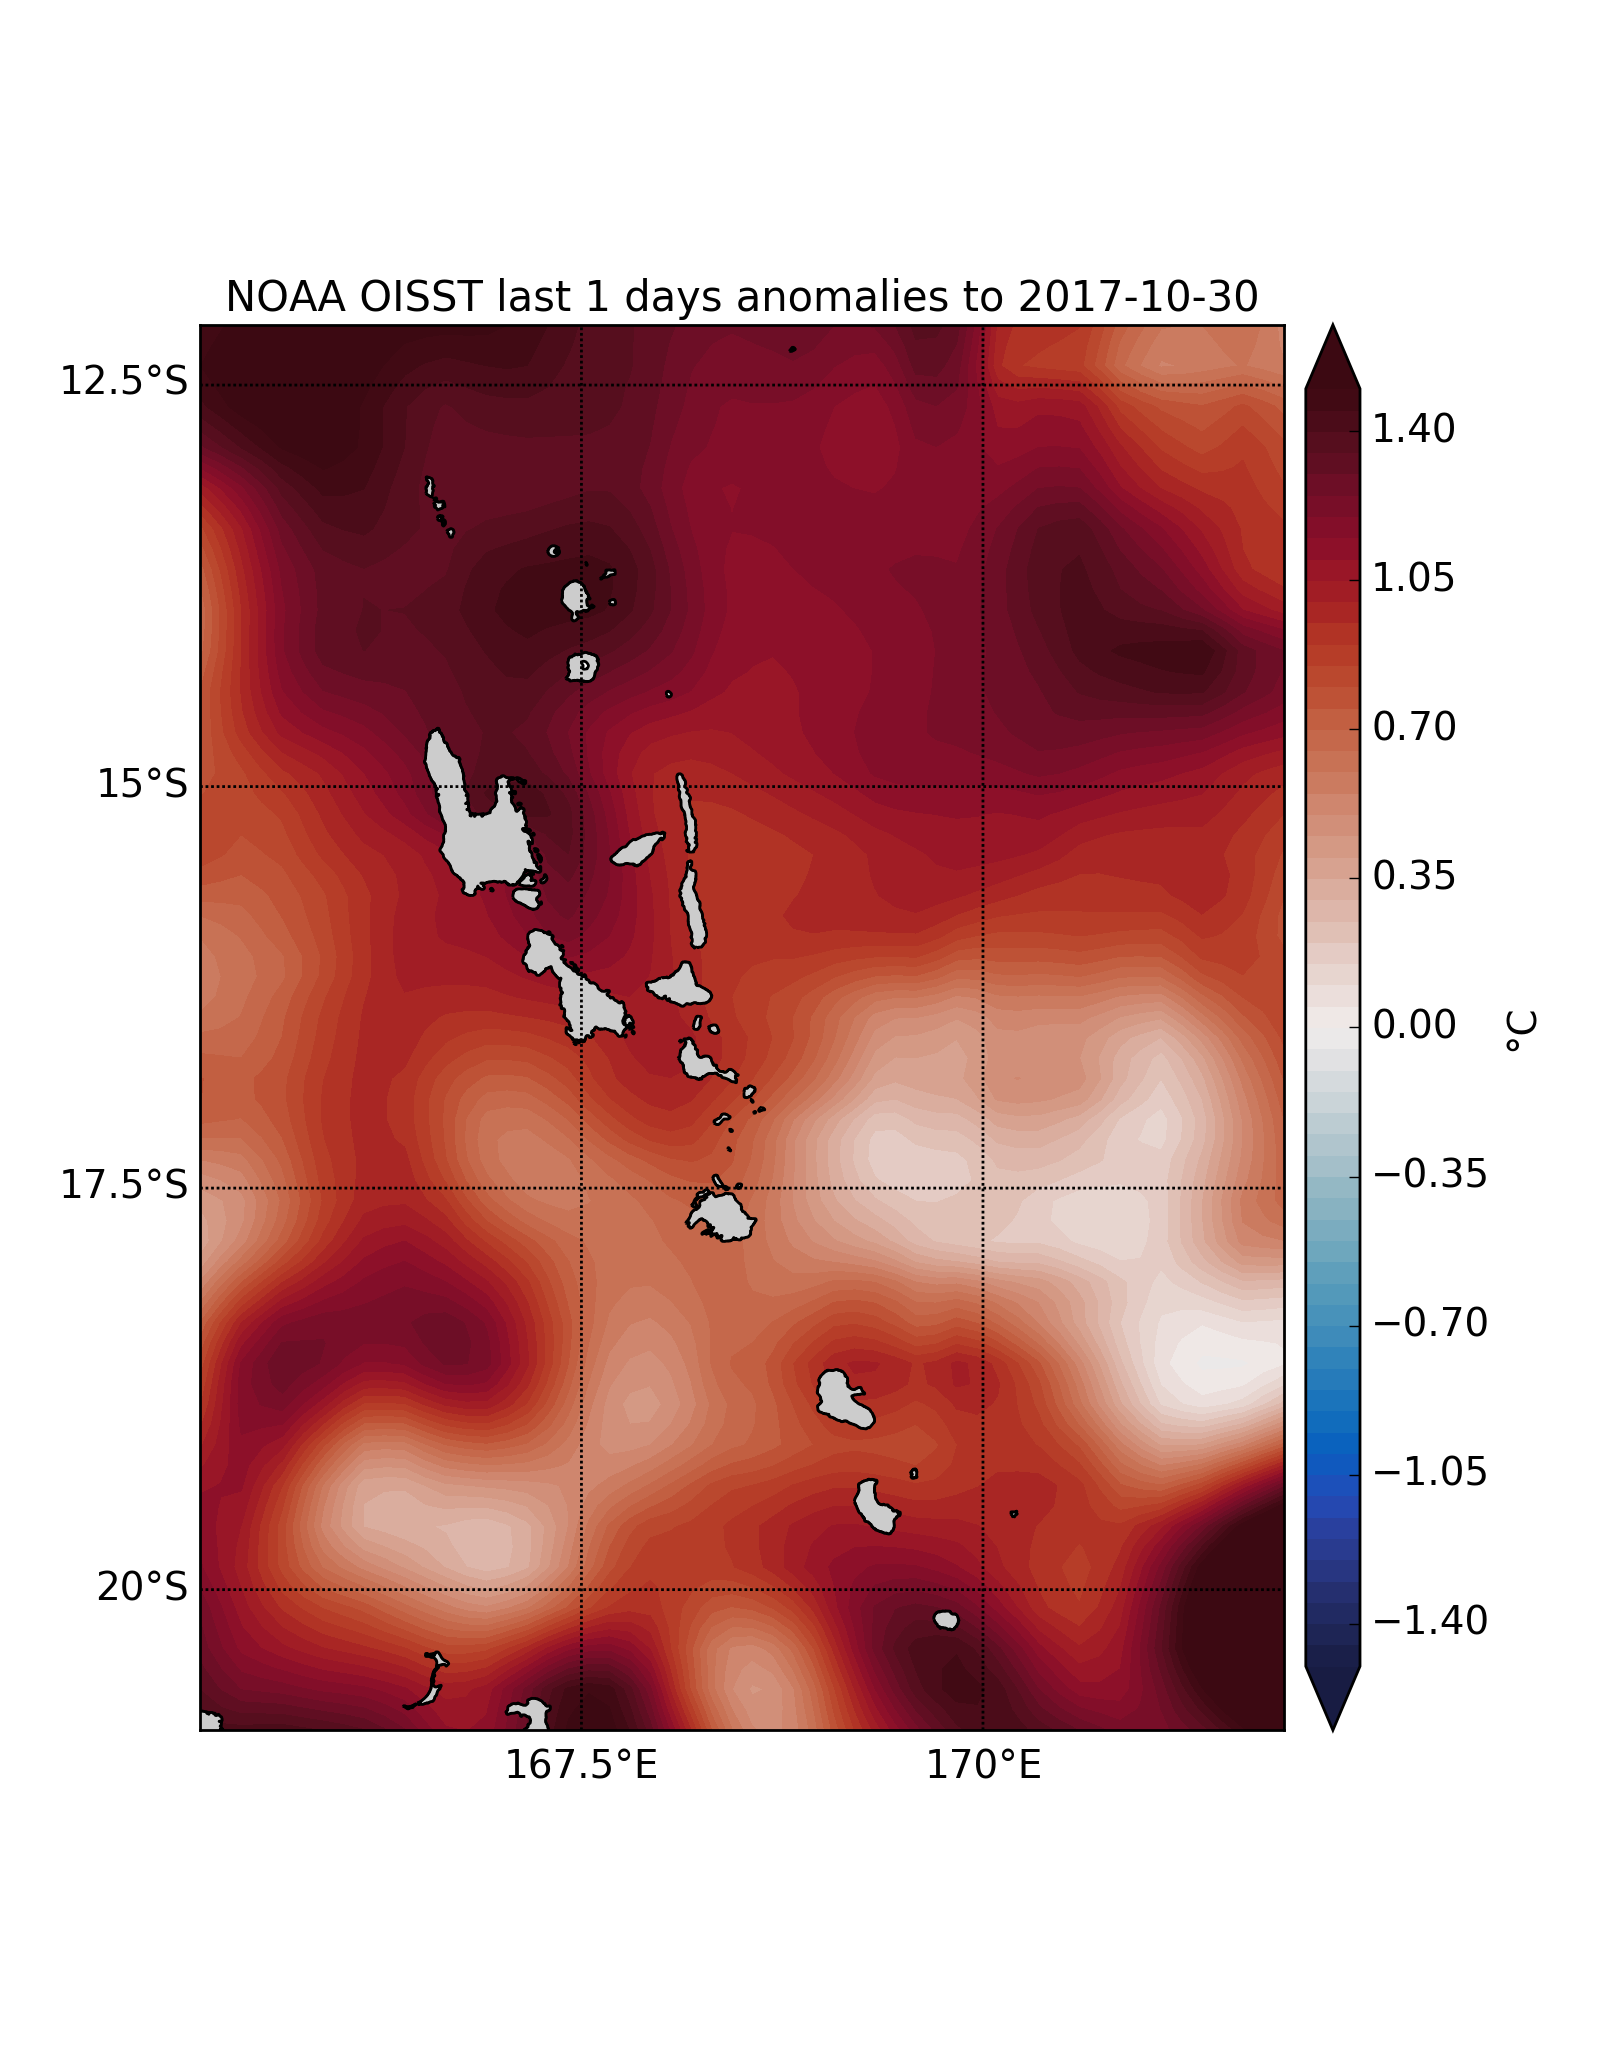 NOAA OISST last 1 days anomalies to 2017-10-30
12.5°S
15°S
17.5°S
20°S
167.5°E
170°E
1.40
1.05
0.70
0.35
0.00
−0.35
−0.70
−1.05
−1.40
°C